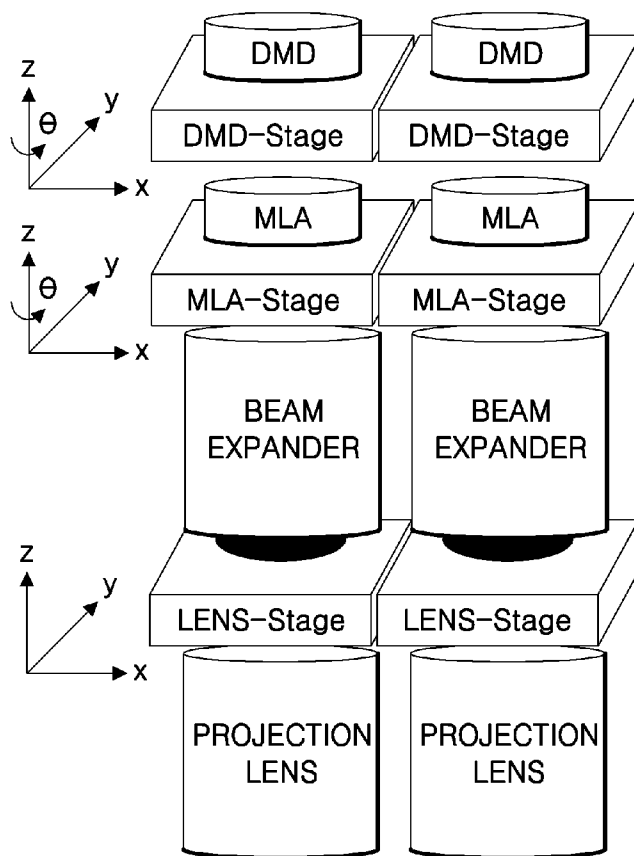 DMD DMD
z
y
θ
DMD-Stage DMD-Stage
x
MLA MLA
z
y
θ
MLA-Stage MLA-Stage
x
BEAM EXPANDER BEAM EXPANDER
z
y
LENS-Stage LENS-Stage
x
PROJECTION LENS PROJECTION LENS